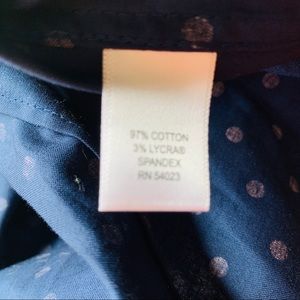 97% COTTON
3% LYCRA®
SPANDEX
RN 54023